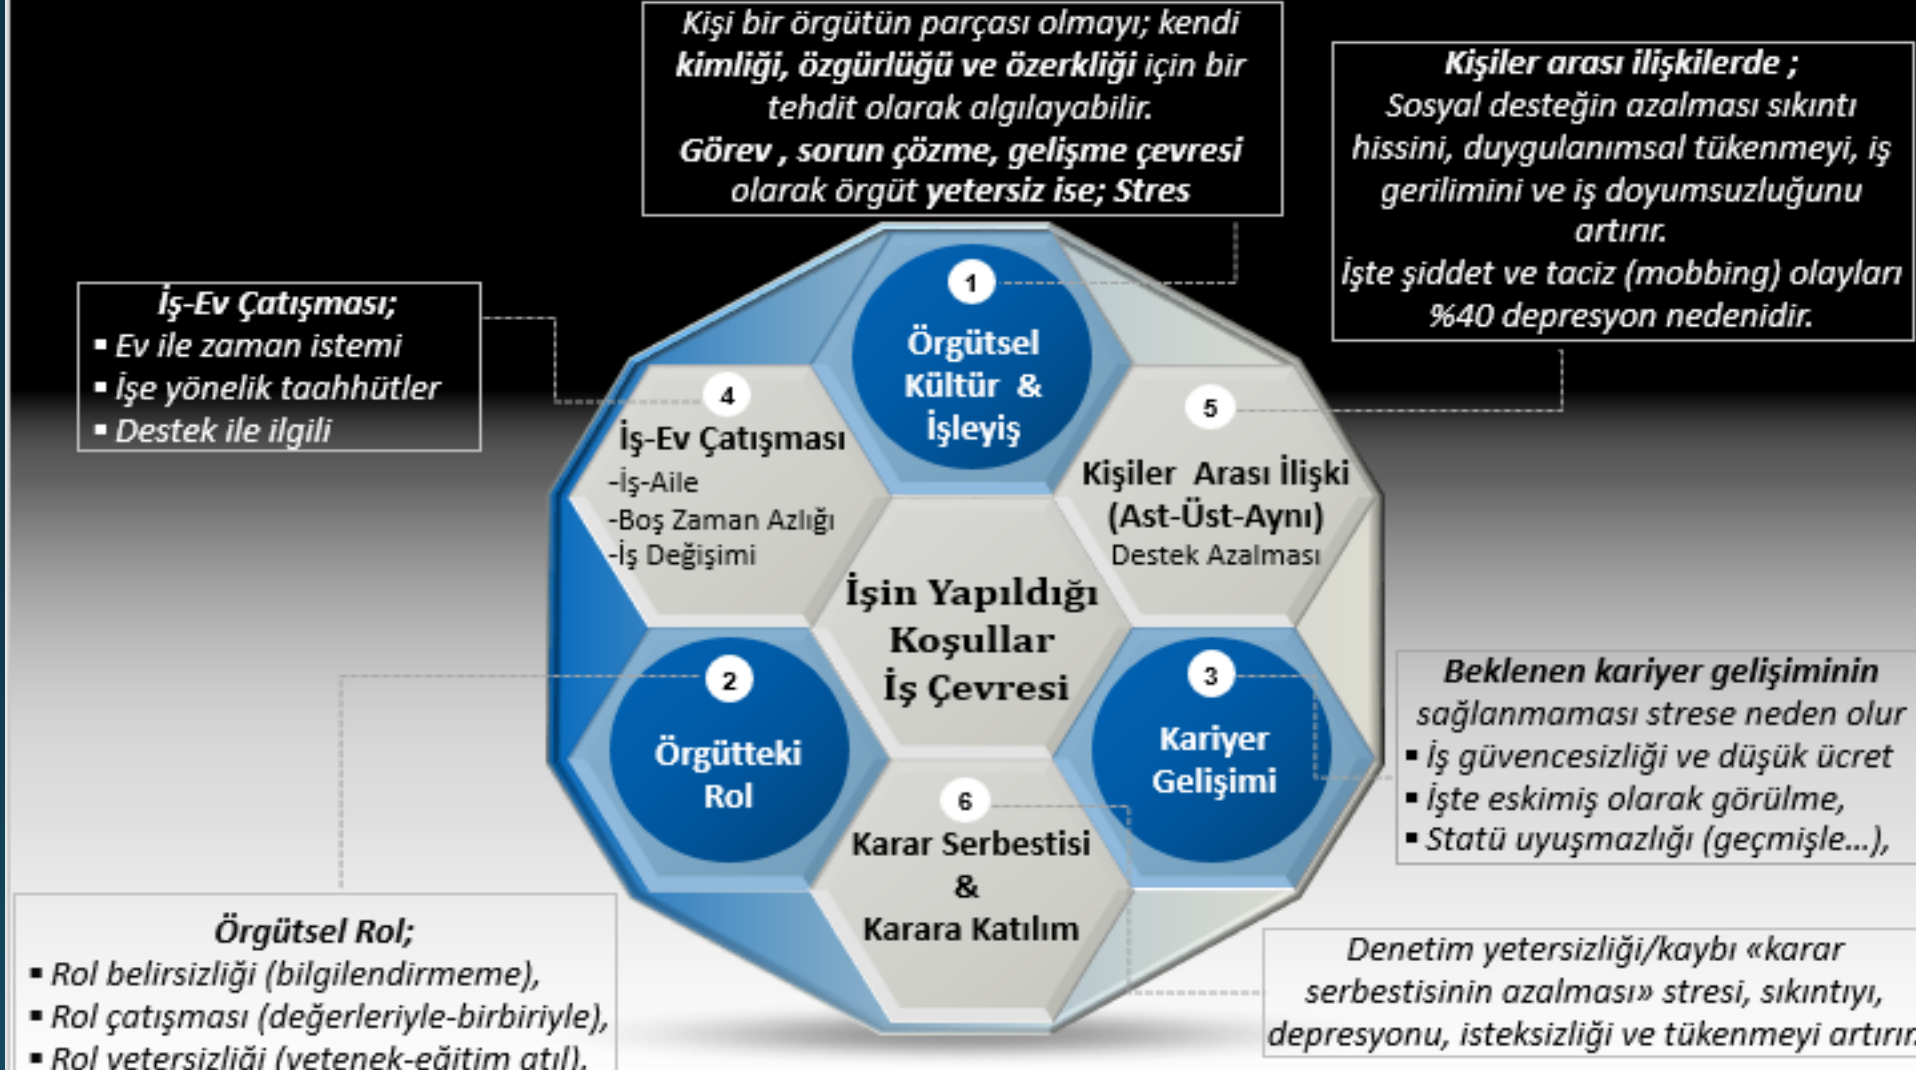 Kişi bir örgütün parçası olmayı; kendi
kimliği, özgürlüğü ve özerkliği için bir
tehdit olarak algılayabilir.
Görev , sorun çözme, gelişme çevresi
olarak örgüt yetersiz ise; Stres
Kişiler arası ilişkilerde ;
Sosyal desteğin azalması sıkıntı
hissini, duygulanımsal tükenmeyi, iş
gerilimini ve iş doyumsuzluğunu
artırır.
İşte şiddet ve taciz (mobbing) olayları
%40 depresyon nedenidir.
İş-Ev Çatışması;
▪ Ev ile zaman istemi
▪ İşe yönelik taahhütler
▪ Destek ile ilgili
1
Örgütsel
Kültür &
İşleyiş
4
İş-Ev Çatışması
-İş-Aile
-Boş Zaman Azlığı
-İş Değişimi
5
Kişiler Arası İlişki
(Ast-Üst-Aynı)
Destek Azalması
İşin Yapıldığı
Koşullar
İş Çevresi
2
Örgütteki
Rol
3
Kariyer
Gelişimi
6
Karar Serbestisi
&
Karara Katılım
Beklenen kariyer gelişiminin
sağlanmaması strese neden olur
▪ İş güvencesizliği ve düşük ücret
▪ İşte eskimiş olarak görülme,
▪ Statü uyuşmazlığı (geçmişle...),
Örgütsel Rol;
▪ Rol belirsizliği (bilgilendirmeme),
▪ Rol çatışması (değerleriyle-birbiriyle),
▪ Rol yetersizliği (yetenek-eğitim atıl),
Denetim yetersizliği/kaybı «karar
serbestisinin azalması» stresi, sıkıntıyı,
depresyonu, isteksizliği ve tükenmeyi artırır.